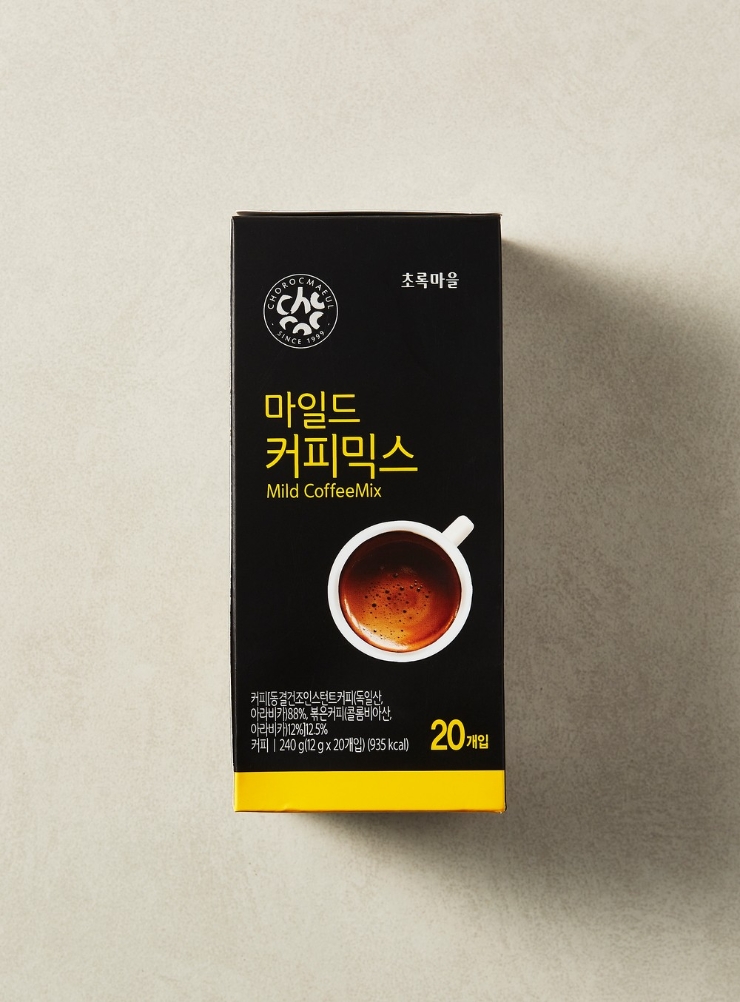 CHOROCMAEUL
choroc
SINCE 1999
초록마을
마일드
커피믹스
Mild CoffeeMix
커피[동결건조인스턴트커피(독일산,
아라비카)88%, 볶은커피(콜롬비아산,
아라비카)12%]12.5%
커피 | 240 g(12 g x 20개입) (935 kcal)
20개입